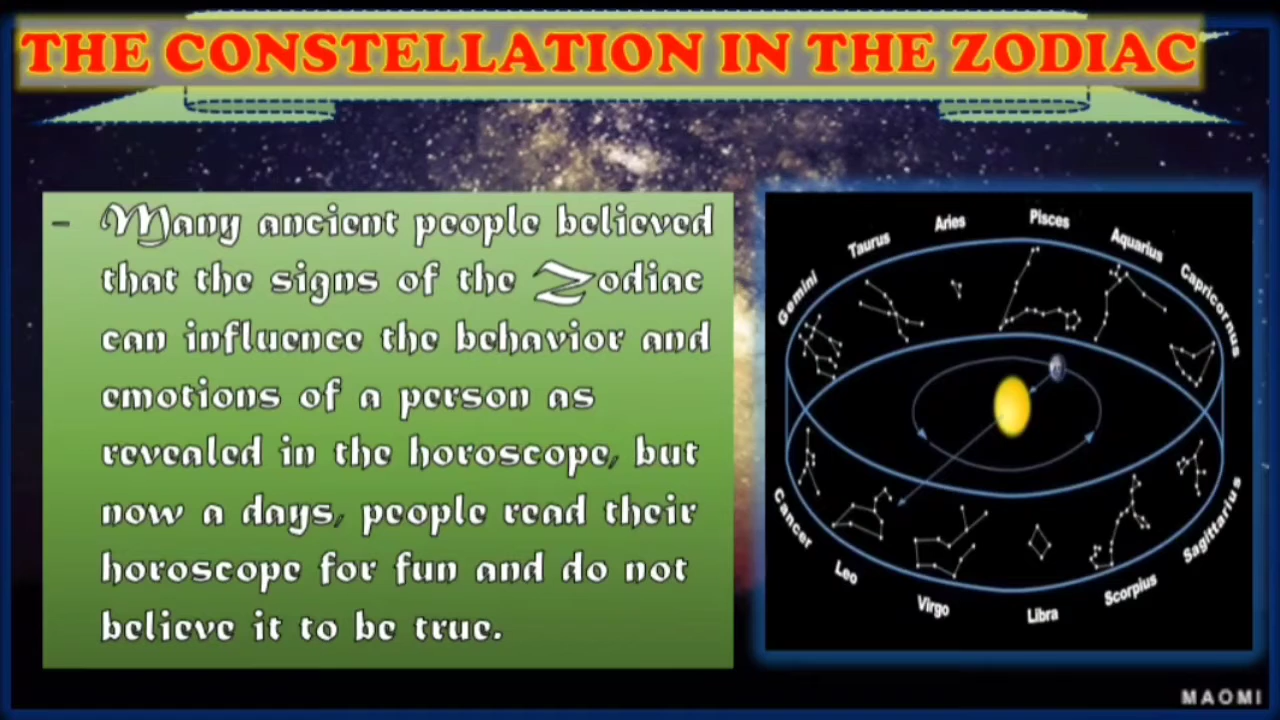 THE CONSTELLATION IN THE ZODIAC
- Many ancient people believed
that the signs of the Zodiac
can influence the behavior and
emotions of a person as
revealed in the horoscope, but
now a days, people read their
horoscope for fun and do not
believe it to be true.
Gemini
Taurus
Aries
Pisces
Aquarius
Capricornus
Cancer
Leo
Virgo
Libra
Scorpius
Sagittarius
MAOMI